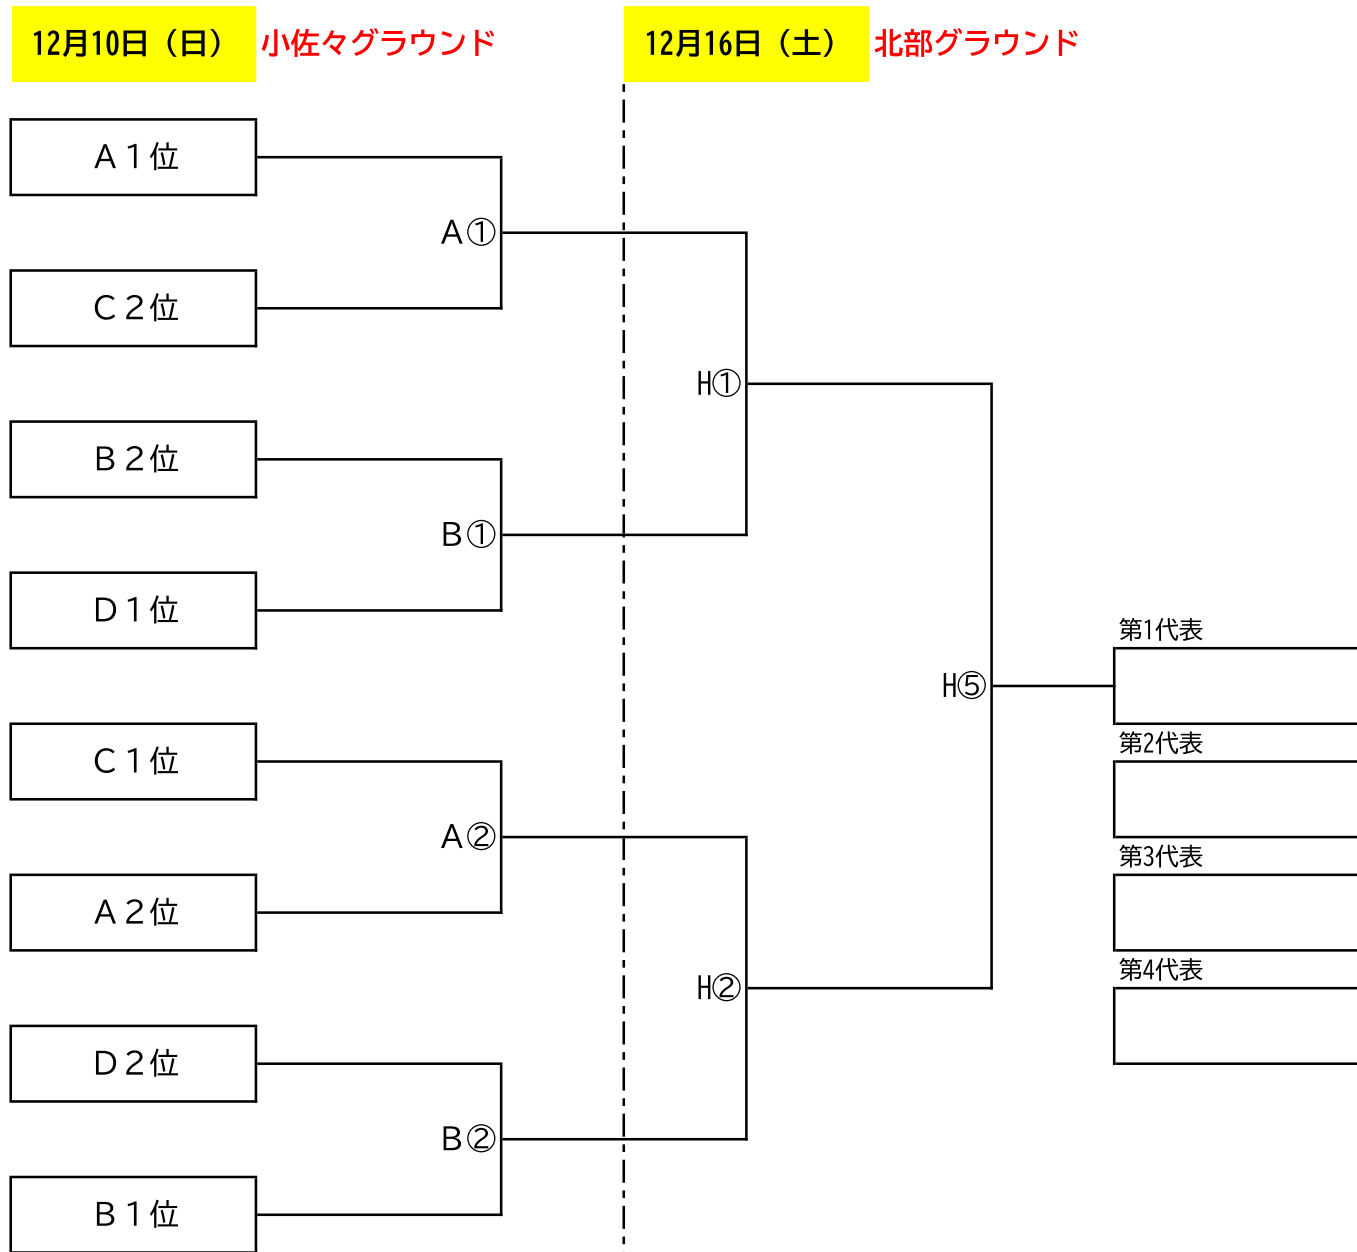 12月10日（日） 小佐々グラウンド
12月16日（土） 北部グラウンド
Ａ１位
Ａ①
Ｃ２位
Ｈ①
Ｂ２位
Ｂ①
Ｄ１位
第1代表
Ｈ⑤
第2代表
Ｃ１位
Ａ②
第3代表
Ａ２位
第4代表
Ｈ②
Ｄ２位
Ｂ②
Ｂ１位